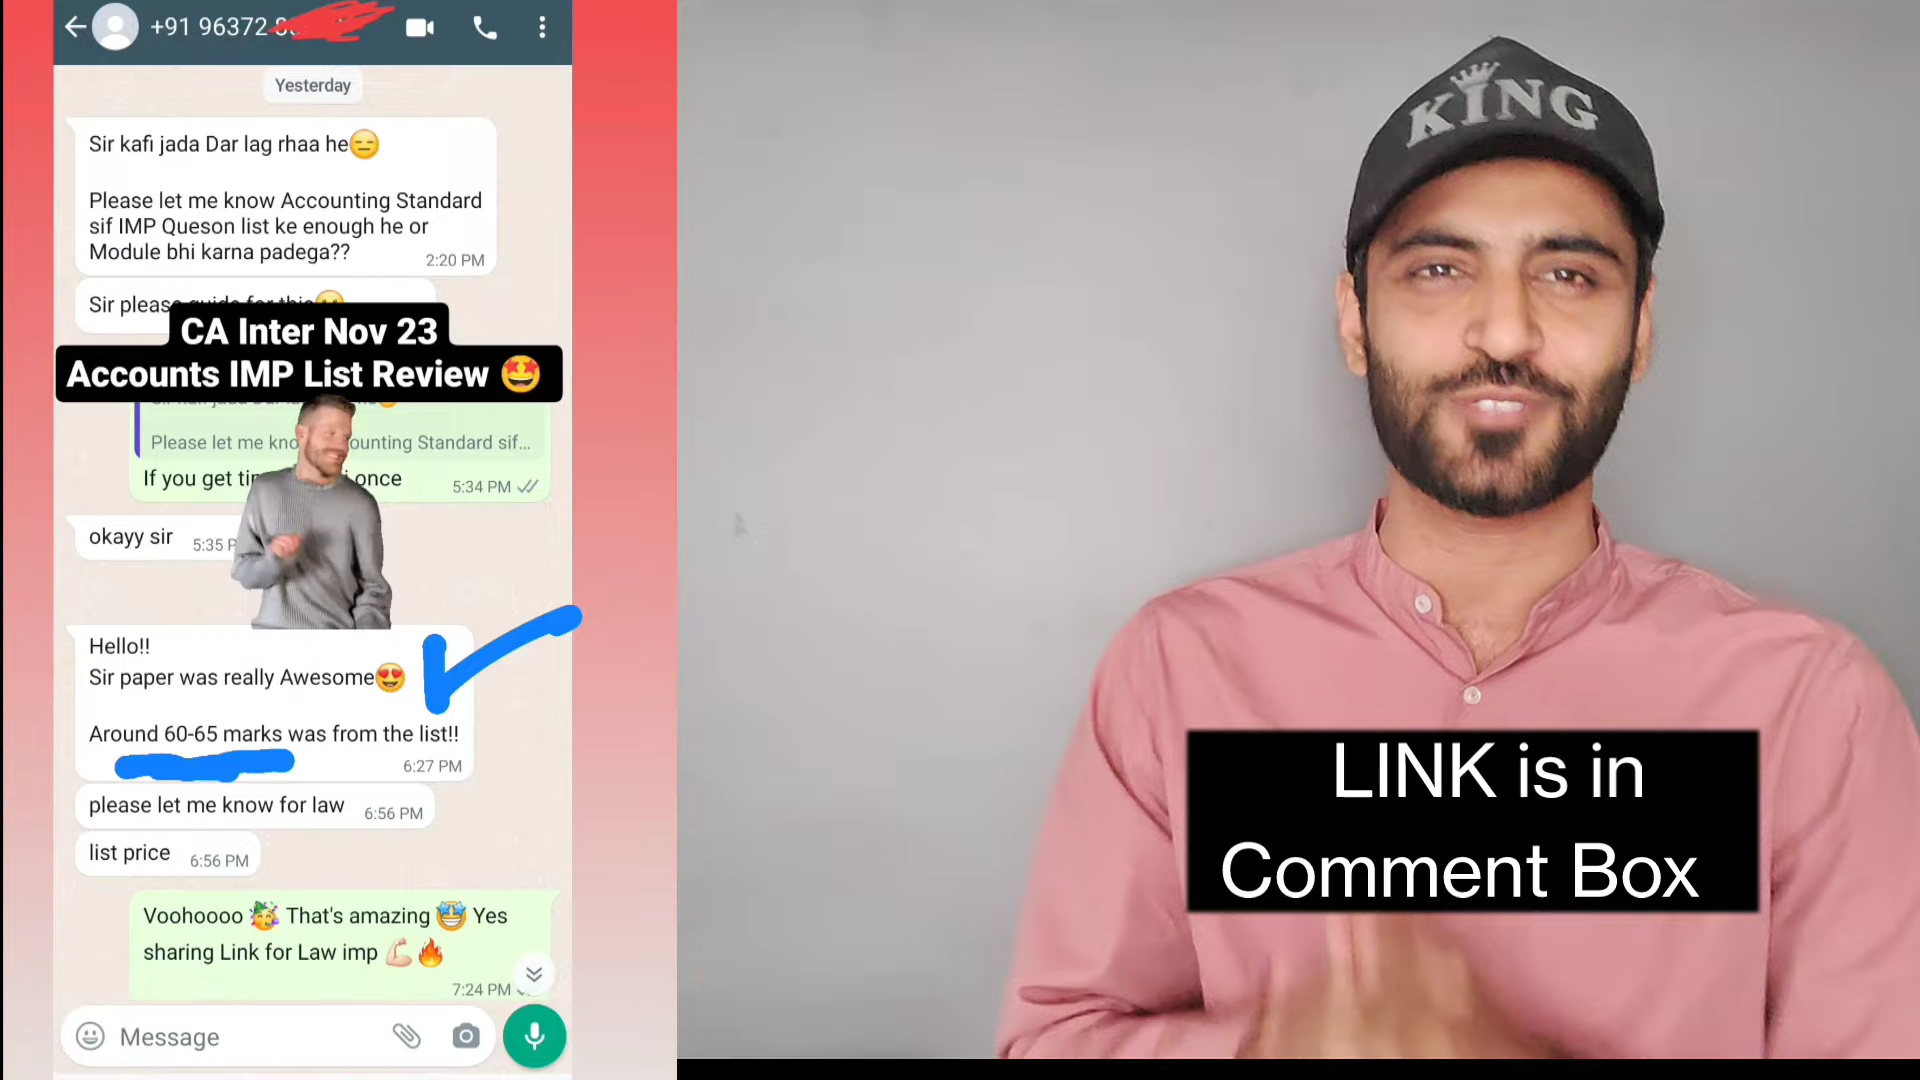 +91 96372
Yesterday
Sir kafi jada Dar lag rhaa he😑
Please let me know Accounting Standard
sif IMP Queson list ke enough he or
Module bhi karna padega??
2:20 PM
Sir please guide for this
CA Inter Nov 23
Accounts IMP List Review 🤩
Please let me kno ounting Standard sif...
If you get tim once
5:34 PM
okayy sir
5:35 P
Hello!!
Sir paper was really Awesome😍
Around 60-65 marks was from the list!!
6:27 PM
please let me know for law
6:56 PM
list price
6:56 PM
Voohoooo 🥳 That's amazing 🤩 Yes
sharing Link for Law imp 💪🏻🔥
7:24 PM
Message
KING
LINK is in
Comment Box